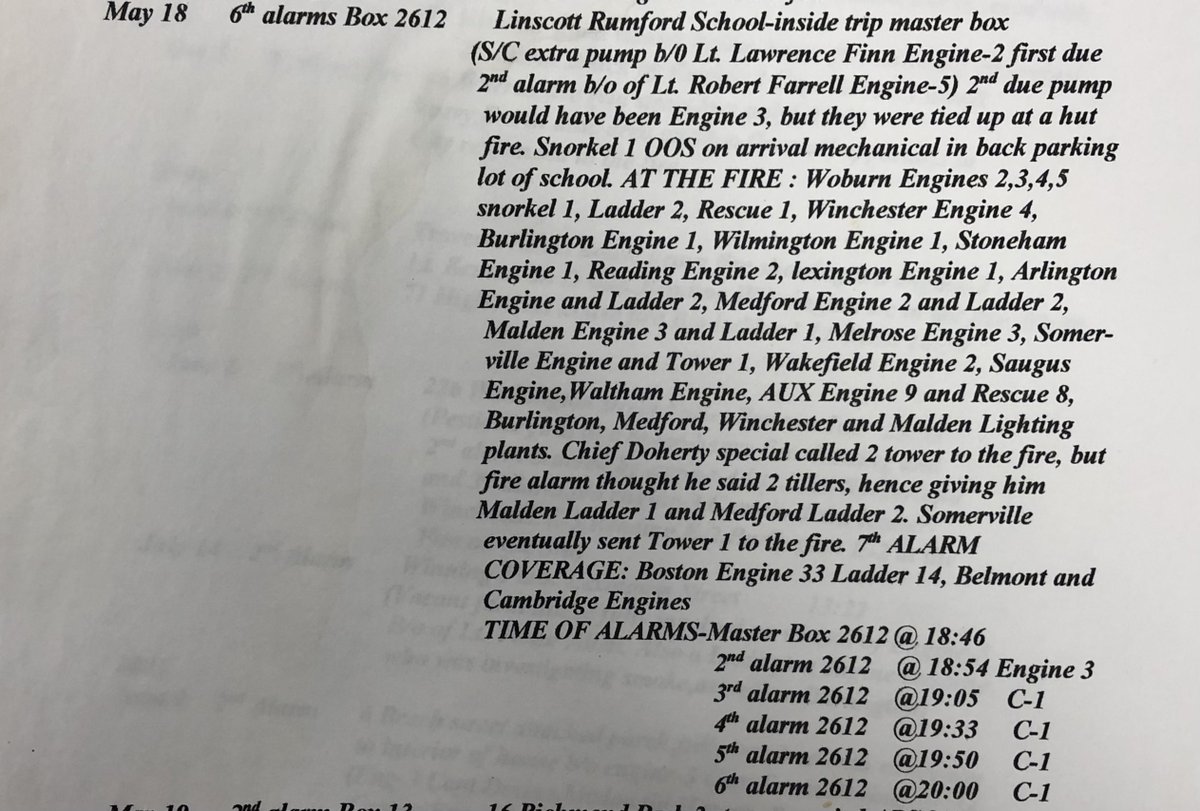 May 18 6th alarms Box 2612 Linscott Rumford School-inside trip master box
(S/C extra pump b/0 Lt. Lawrence Finn Engine-2 first due
2nd alarm b/o of Lt. Robert Farrell Engine-5) 2nd due pump
would have been Engine 3, but they were tied up at a hut
fire. Snorkel 1 OOS on arrival mechanical in back parking
lot of school. AT THE FIRE : Woburn Engines 2,3,4,5
snorkel 1, Ladder 2, Rescue 1, Winchester Engine 4,
Burlington Engine 1, Wilmington Engine 1, Stoneham
Engine 1, Reading Engine 2, lexington Engine 1, Arlington
Engine and Ladder 2, Medford Engine 2 and Ladder 2,
Malden Engine 3 and Ladder 1, Melrose Engine 3, Somer-
ville Engine and Tower 1, Wakefield Engine 2, Saugus
Engine,Waltham Engine, AUX Engine 9 and Rescue 8,
Burlington, Medford, Winchester and Malden Lighting
plants. Chief Doherty special called 2 tower to the fire, but
fire alarm thought he said 2 tillers, hence giving him
Malden Ladder 1 and Medford Ladder 2. Somerville
eventually sent Tower 1 to the fire. 7th ALARM
COVERAGE: Boston Engine 33 Ladder 14, Belmont and
Cambridge Engines
TIME OF ALARMS-Master Box 2612 @ 18:46
2nd alarm 2612 @ 18:54 Engine 3
3rd alarm 2612 @19:05 C-1
4th alarm 2612 @19:33 C-1
5th alarm 2612 @19:50 C-1
6th alarm 2612 @20:00 C-1